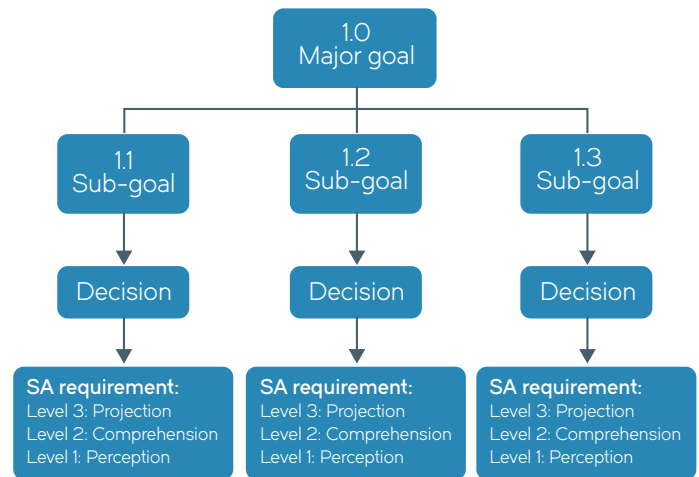 1.0
Major goal
1.1
Sub-goal
1.2
Sub-goal
1.3
Sub-goal
Decision
Decision
Decision
SA requirement:
Level 3: Projection
Level 2: Comprehension
Level 1: Perception
SA requirement:
Level 3: Projection
Level 2: Comprehension
Level 1: Perception
SA requirement:
Level 3: Projection
Level 2: Comprehension
Level 1: Perception